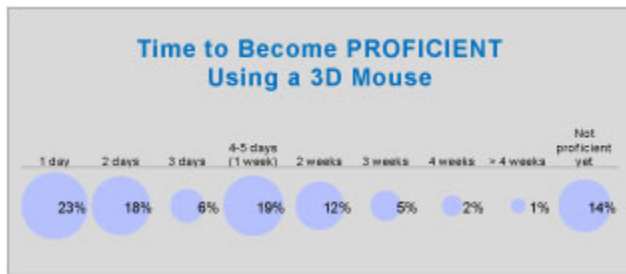 Time to Become PROFICIENT
Using a 3D Mouse
1 day
2 days
3 days
4-5 days
(1 week)
2 weeks
3 weeks
4 weeks
> 4 weeks
Not
proficient
yet
23%
18%
6%
19%
12%
5%
2%
1%
14%